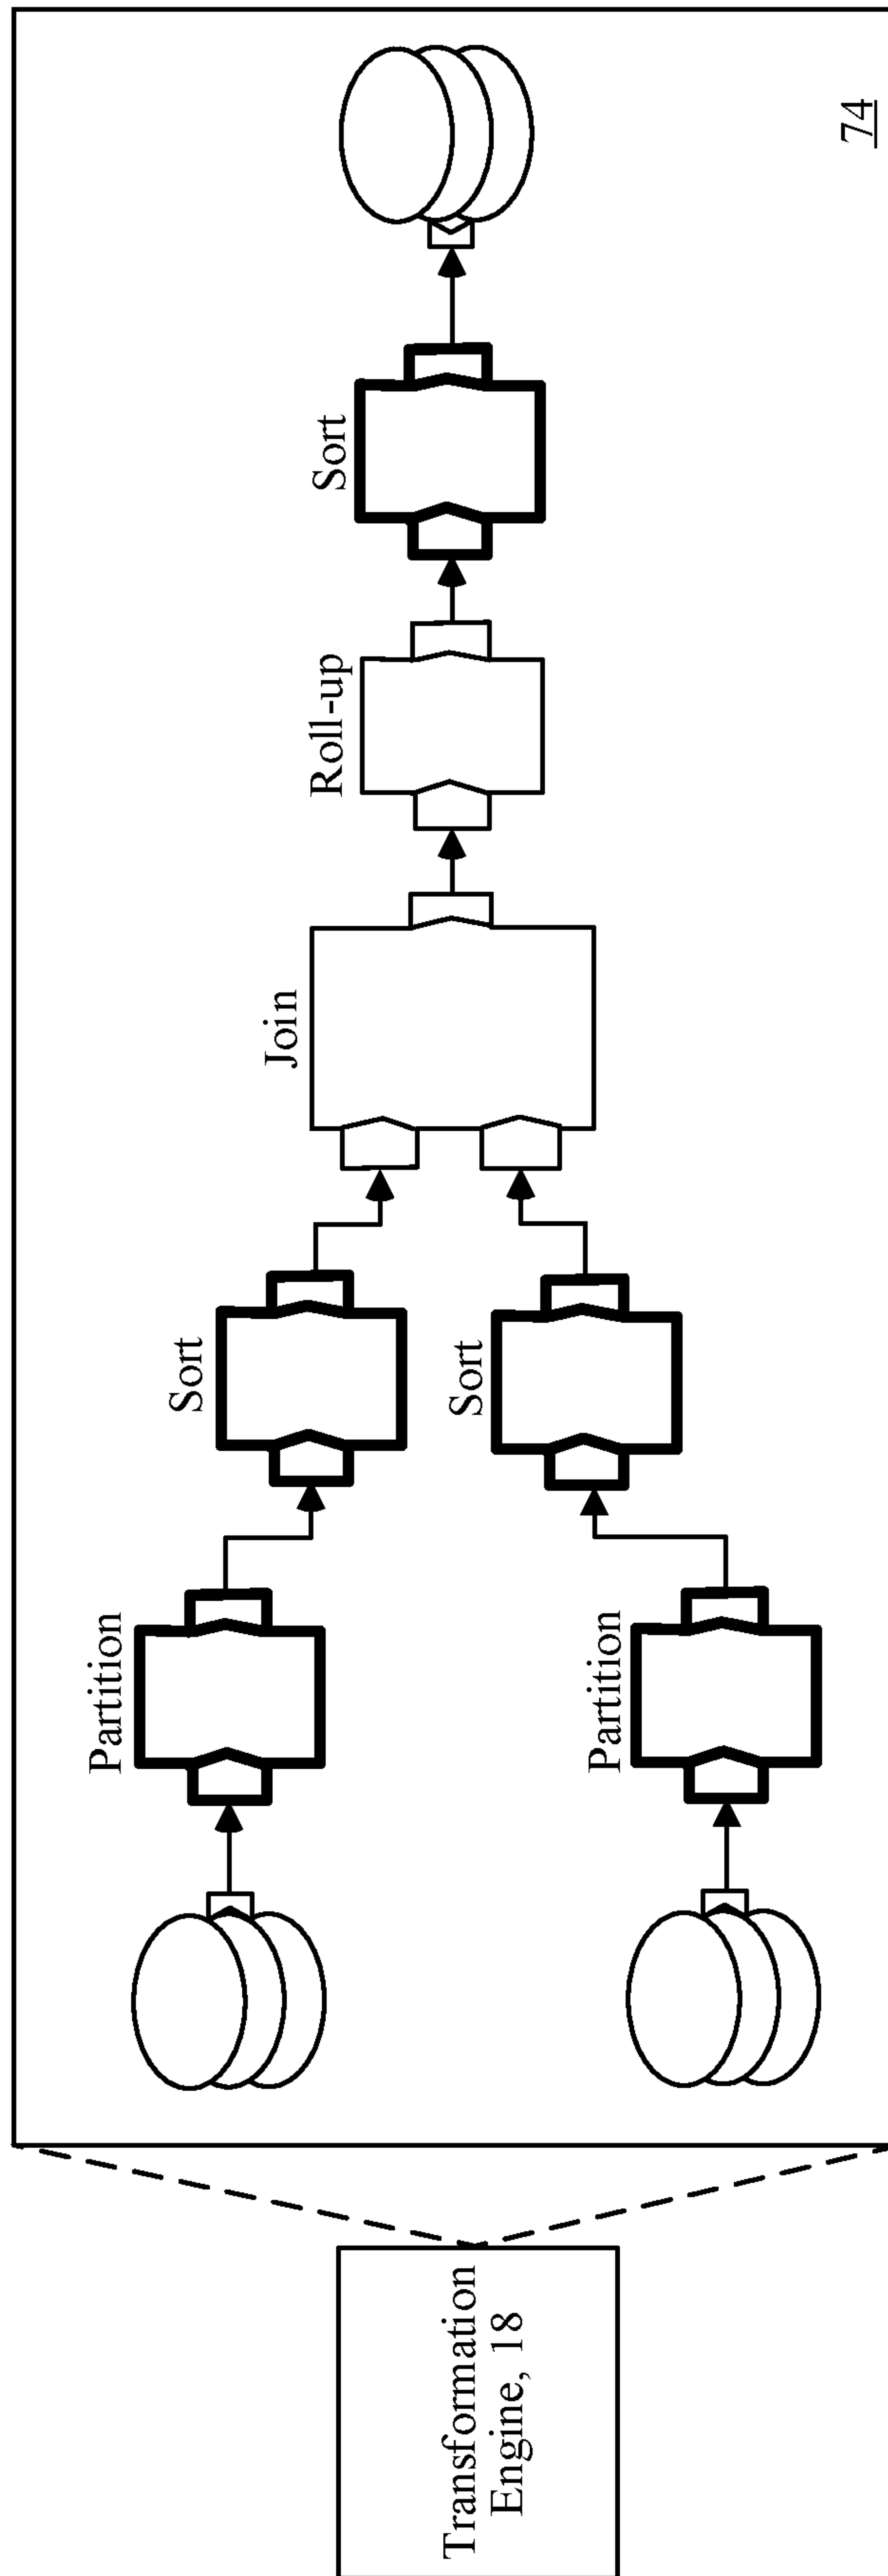 Transformation
Engine, 18
Partition
Sort
Partition
Sort
Join
Roll-up
Sort
74